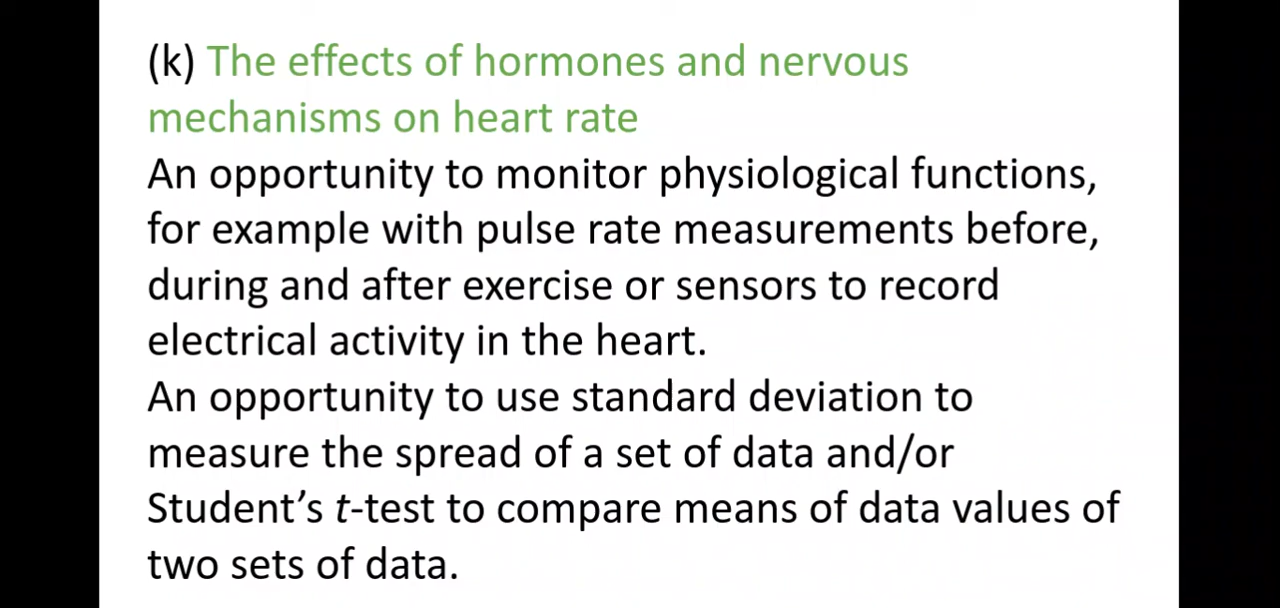 (k) The effects of hormones and nervous
mechanisms on heart rate
An opportunity to monitor physiological functions,
for example with pulse rate measurements before,
during and after exercise or sensors to record
electrical activity in the heart.
An opportunity to use standard deviation to
measure the spread of a set of data and/or
Student’s t-test to compare means of data values of
two sets of data.